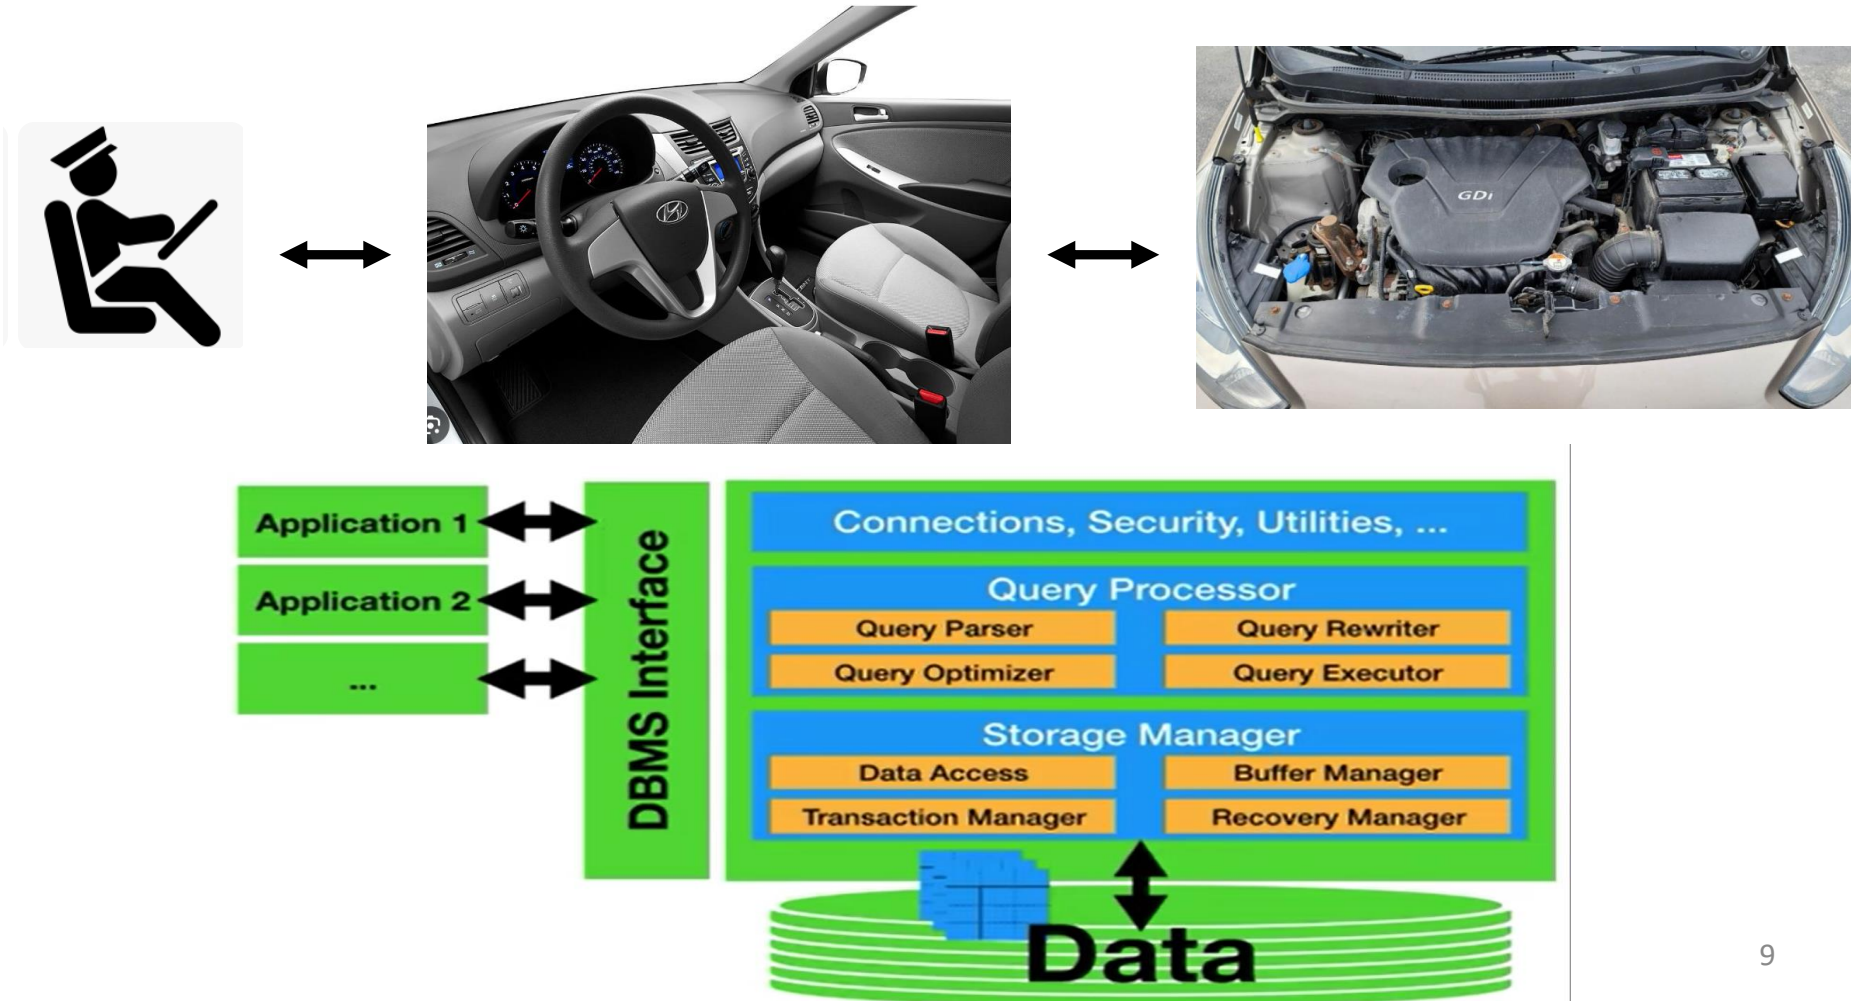 GDi
Application 1
Application 2
...
DBMS Interface
Connections, Security, Utilities, ...
Query Processor
Query Parser
Query Rewriter
Query Optimizer
Query Executor
Storage Manager
Data Access
Buffer Manager
Transaction Manager
Recovery Manager
Data
9